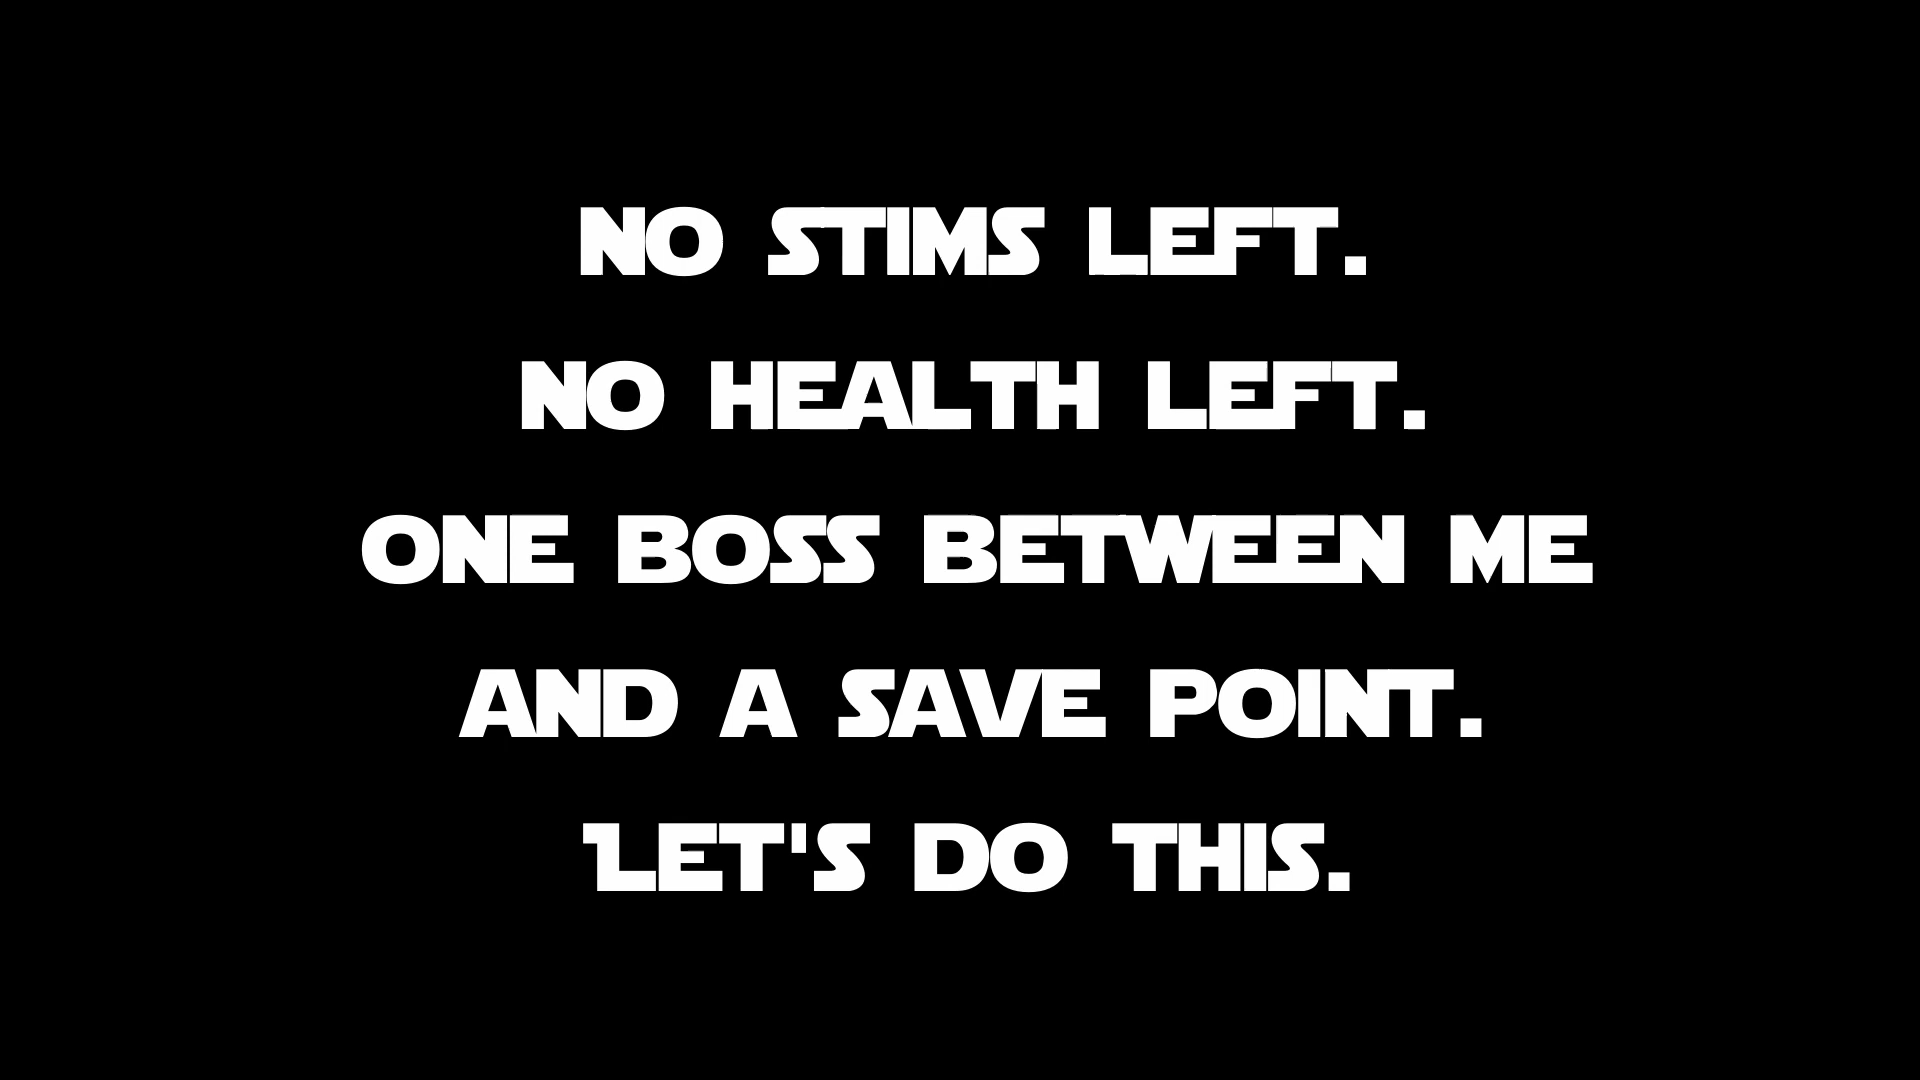 NO STIMS LEFT.
NO HEALTH LEFT.
ONE BOSS BETWEEN ME
AND A SAVE POINT.
LET'S DO THIS.